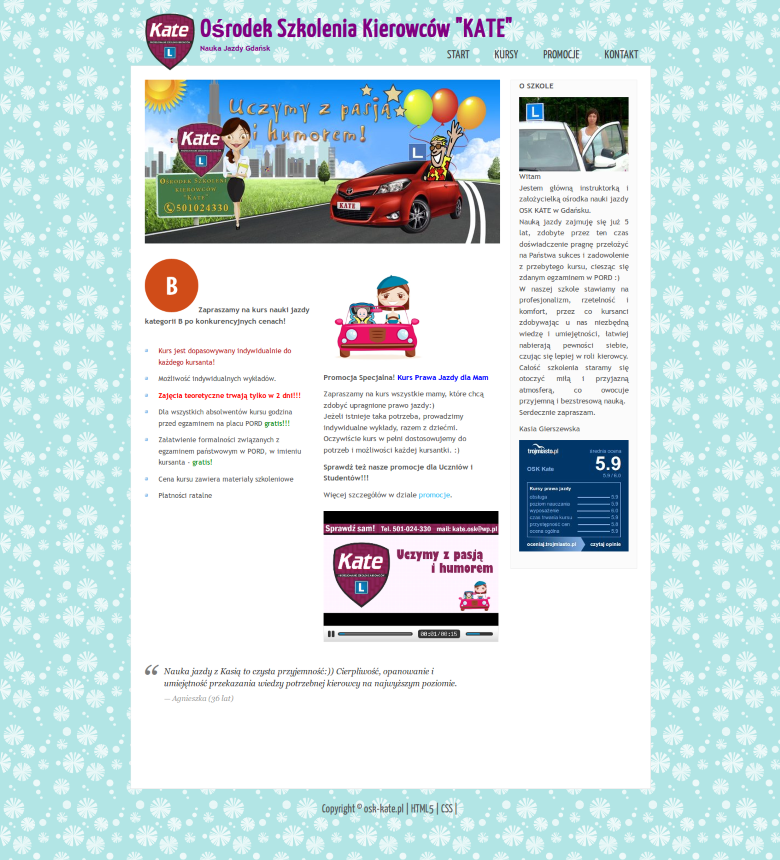 Kate
L
Ośrodek Szkolenia Kierowców "KATE"
Nauka Jazdy Gdańsk
START KURSY PROMOCJE KONTAKT
Uczymy z pasją
i humorem!
Kate
L
L
Ośrodek Szkolenia
kierowców
"Kate"
501024330
KATE
B
Zapraszamy na kurs nauki jazdy
kategorii B po konkurencyjnych cenach!
Kurs jest dopasowywany indywidualnie do
każdego kursanta!
Możliwość indywidualnych wykładów.
Zajęcia teoretyczne trwają tylko w 2 dni!!!
Dla wszystkich absolwentów kursu godzina
przed egzaminem na placu PORD gratis!!!
Załatwienie formalności związanych z
egzaminem państwowym w PORD, w imieniu
kursanta - gratis!
Cena kursu zawiera materiały szkoleniowe
Płatności ratalne
Promocja Specjalna! Kurs Prawa Jazdy dla Mam
Zapraszamy na kurs wszystkie mamy, które chcą
zdobyć upragnione prawo jazdy:)
Jeżeli istnieje taka potrzeba, prowadzimy
indywidualne wykłady, razem z dziećmi.
Oczywiście kurs w pełni dostosowujemy do
potrzeb i możliwości każdej kursantki. :)
Sprawdź też nasze promocje dla Uczniów i
Studentów!!!
Więcej szczegółów w dziale promocje.
Sprawdź sam! Tel. 501-024-330 mail: kate.osk@wp.pl
Kate
L
Uczymy z pasją
i humorem
00:01/00:15
Nauka jazdy z Kasią to czysta przyjemność:)) Cierpliwość, opanowanie i
umiejętność przekazania wiedzy potrzebnej kierowcy na najwyższym poziomie.
— Agnieszka (36 lat)
O SZKOLE
L
Witam
Jestem główną instruktorką i
założycielką ośrodka nauki jazdy
OSK KATE w Gdańsku.
Naukę jazdy zajmuję się już 5
lat, zdobyte przez ten czas
doświadczenie pragnę przełożyć
na Państwa sukces i zadowolenie
z przebytego kursu, ciesząc się
zdanym egzaminem w PORD :)
W naszej szkole stawiamy na
profesjonalizm, rzetelność i
komfort, przez co kursanci
zdobywając u nas niezbędną
wiedzę i umiejętności, łatwiej
nabierają pewności siebie,
czując się lepiej w roli kierowcy.
Całość szkolenia staramy się
otoczyć miłą i przyjazną
atmosferą, co owocuje
przyjemną i bezstresową nauką.
Serdecznie zapraszam.
Kasia Gierszewska
trojmiasto.pl średnia ocena
OSK Kate 5.9
5.9 / 6.0
Kursy prawa jazdy
obsługa 5.9
poziom nauczania 5.9
wyposażenie 6.0
czas trwania kursu 5.9
przystępność cen 5.8
ocena ogólna 5.9
oceniaj.trojmiasto.pl czytaj opinie
Copyright © osk-kate.pl | HTML5 | CSS |